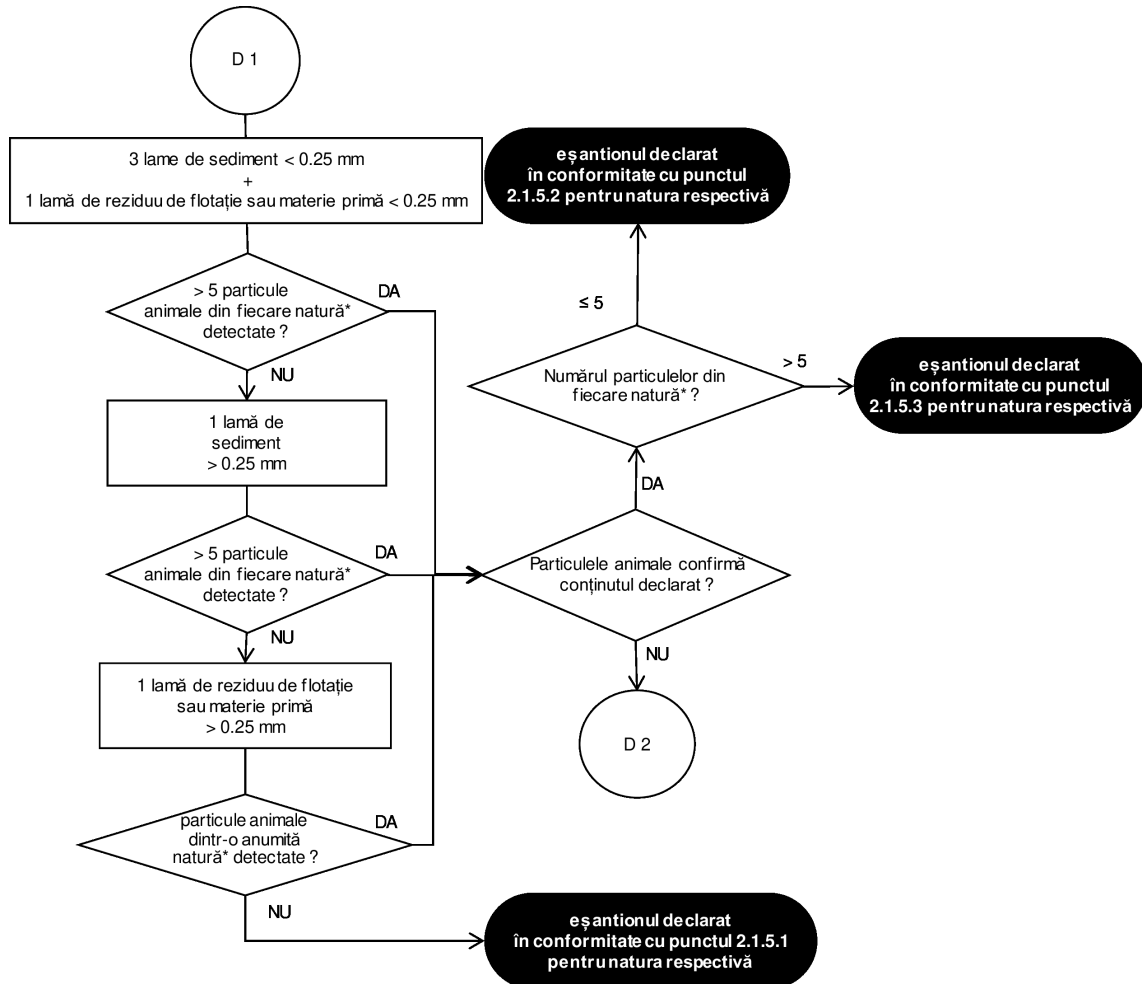 D 1
3 lame de sediment < 0.25 mm
+
1 lamă de reziduu de flotație sau materie primă < 0.25 mm
> 5 particule
animale din fiecare natură*
detectate ?
DA
NU
1 lamă de
sediment
> 0.25 mm
> 5 particule
animale din fiecare natură*
detectate ?
DA
NU
1 lamă de reziduu de flotație
sau materie primă
> 0.25 mm
particule animale
dintr-o anumită
natură* detectate ?
DA
NU
eșantionul declarat
în conformitate cu punctul 2.1.5.1
pentru natura respectivă
eșantionul declarat
în conformitate cu punctul
2.1.5.2 pentru natura respectivă
≤ 5
Numărul particulelor din
fiecare natură* ?
> 5
eșantionul declarat
în conformitate cu punctul
2.1.5.3 pentru natura respectivă
DA
Particulele animale confirmă
conținutul declarat ?
NU
D 2